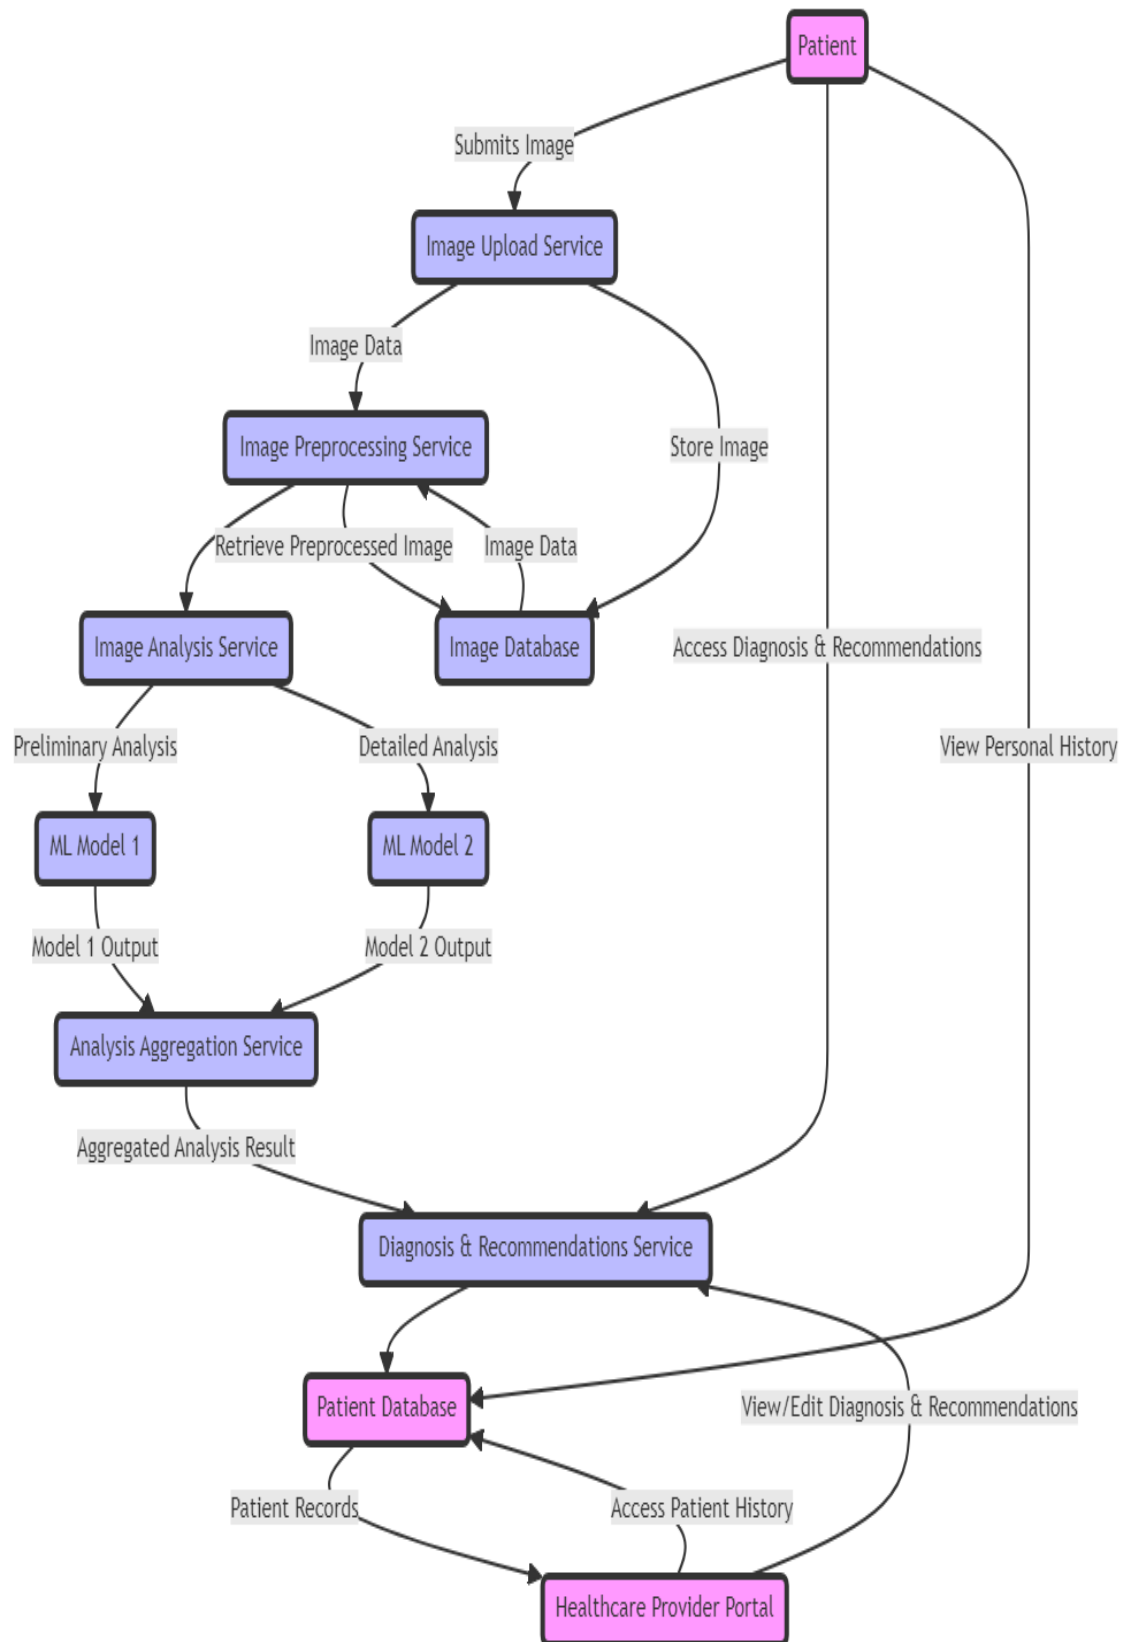 Patient
Submits Image
Image Upload Service
Image Data
Image Preprocessing Service
Store Image
Retrieve Preprocessed Image
Image Data
Image Analysis Service
Image Database
Access Diagnosis & Recommendations
Preliminary Analysis
Detailed Analysis
View Personal History
ML Model 1
ML Model 2
Model 1 Output
Model 2 Output
Analysis Aggregation Service
Aggregated Analysis Result
Diagnosis & Recommendations Service
Patient Database
View/Edit Diagnosis & Recommendations
Patient Records
Access Patient History
Healthcare Provider Portal